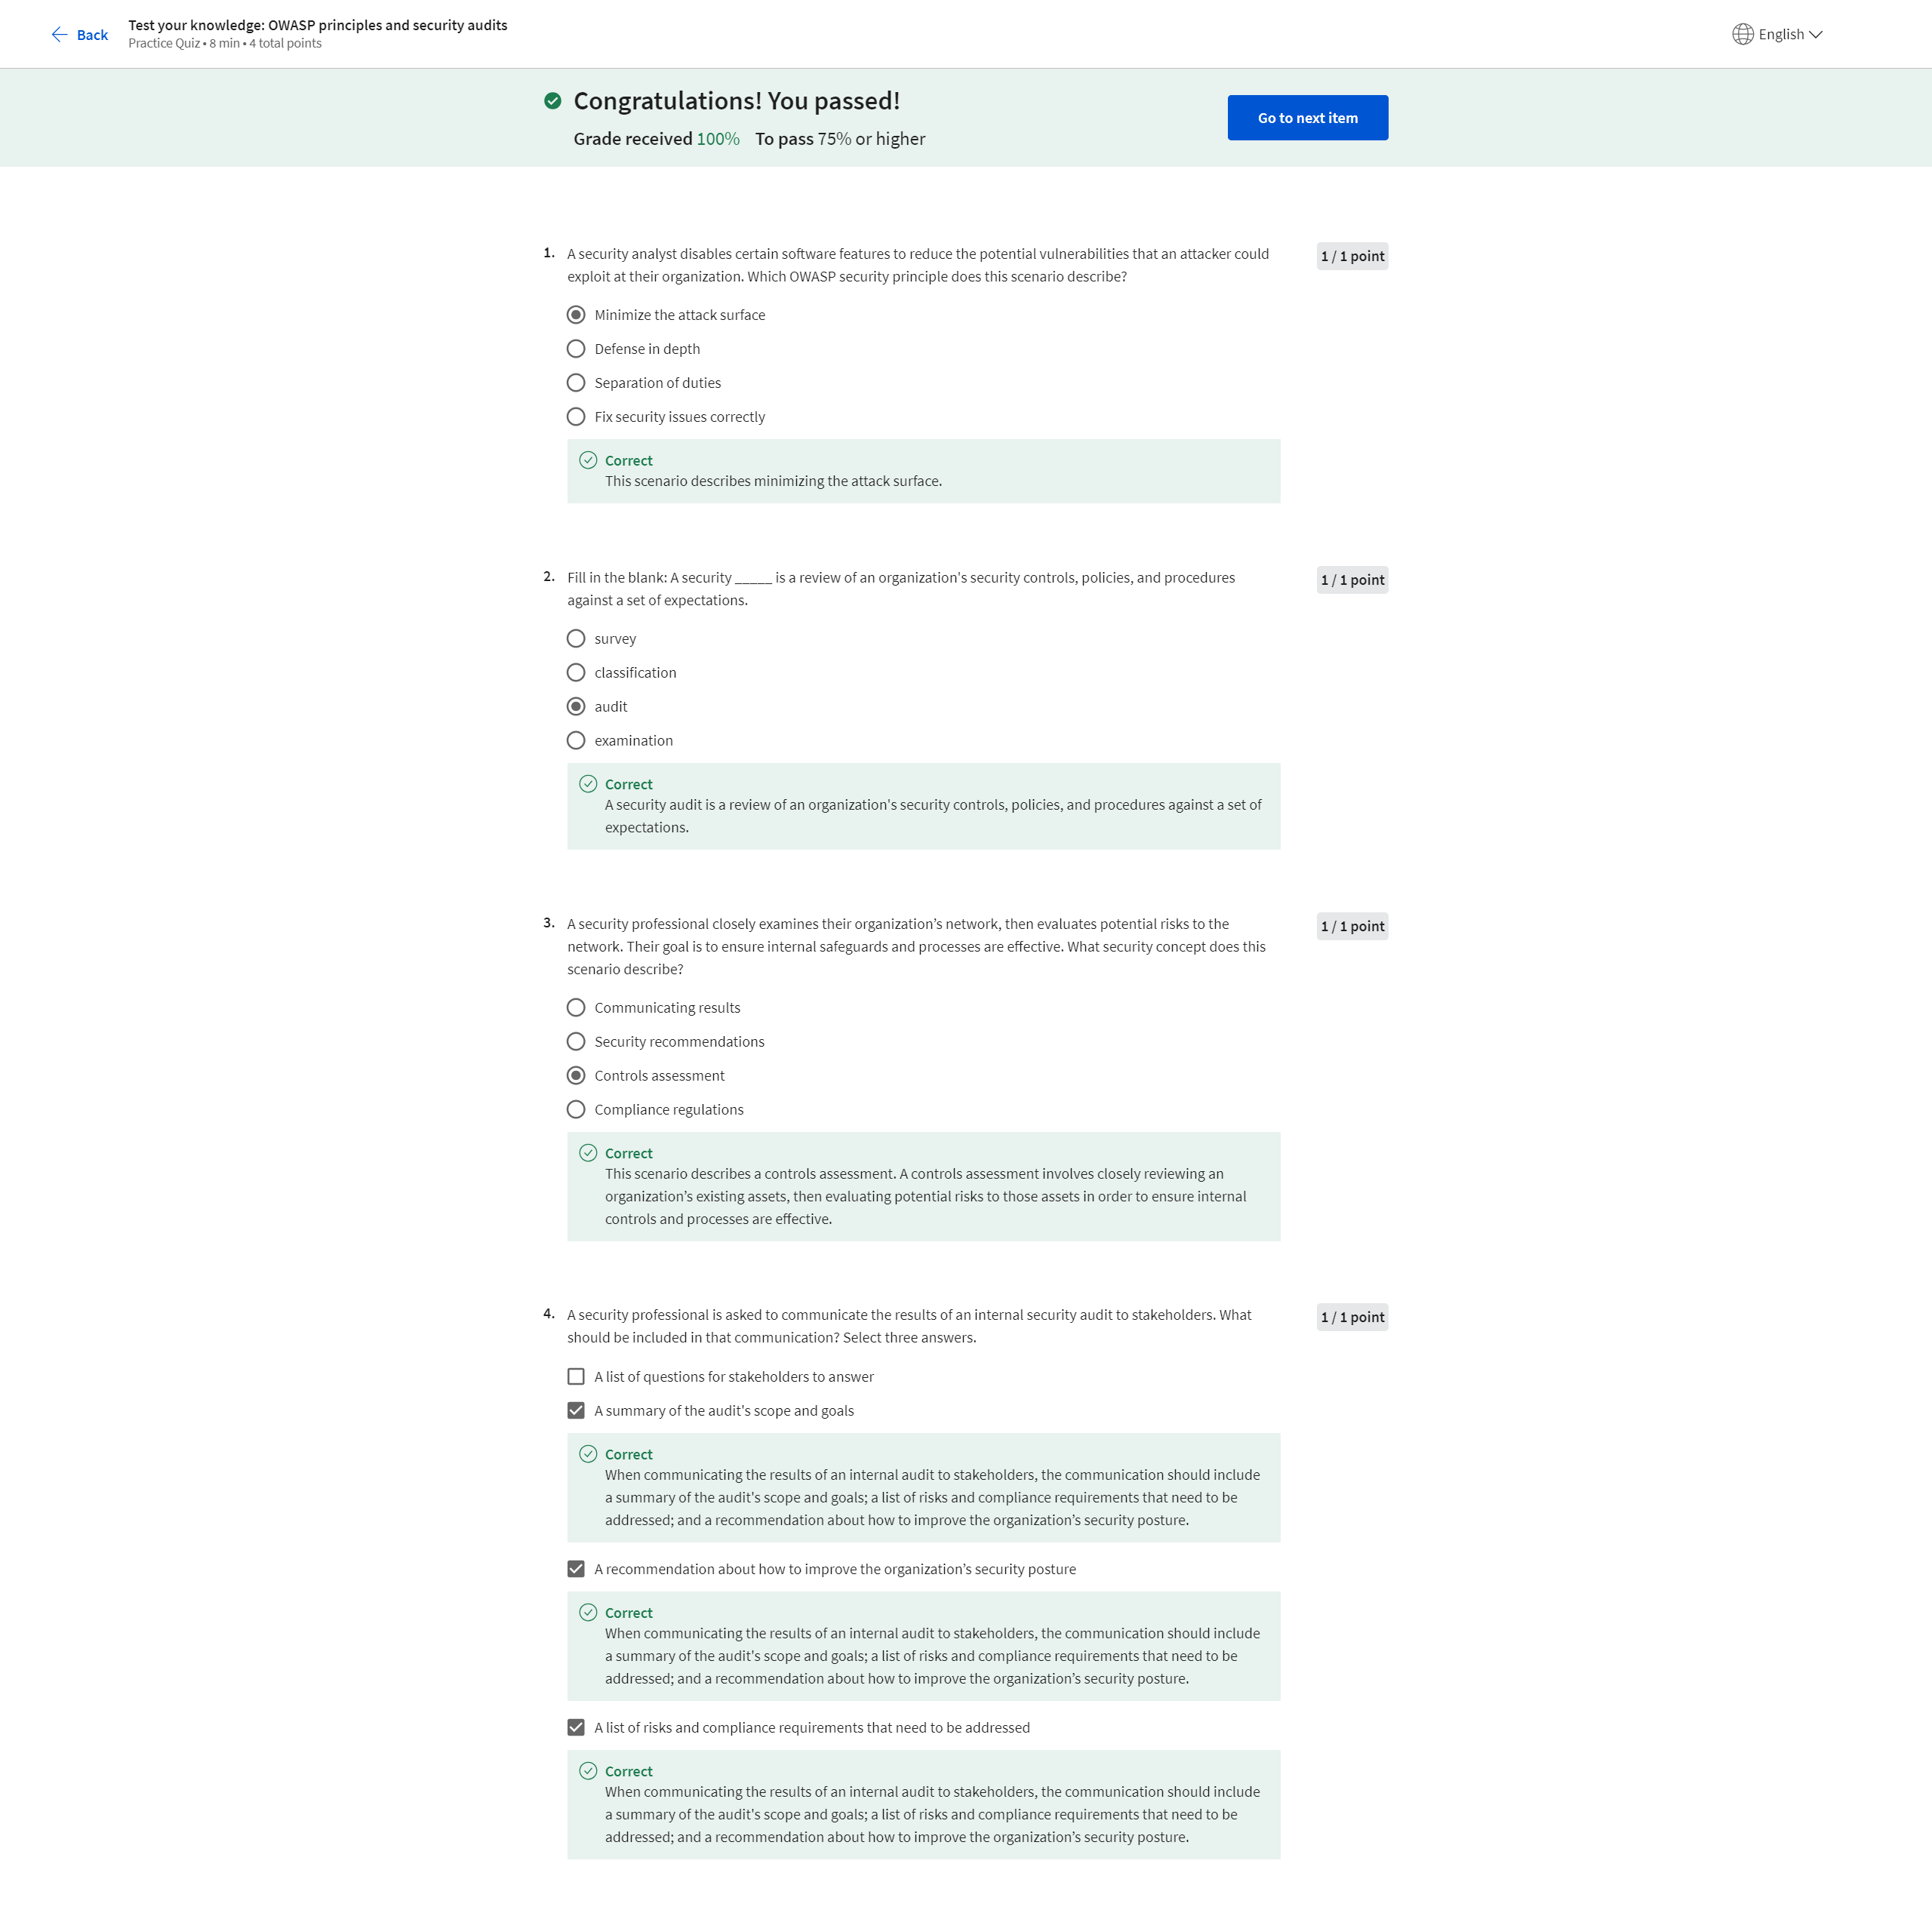 Back
Test your knowledge: OWASP principles and security audits
Practice Quiz • 8 min • 4 total points
English
Congratulations! You passed!
Grade received 100% To pass 75% or higher
Go to next item
1. A security analyst disables certain software features to reduce the potential vulnerabilities that an attacker could
exploit at their organization. Which OWASP security principle does this scenario describe?
1 / 1 point
Minimize the attack surface
Defense in depth
Separation of duties
Fix security issues correctly
Correct
This scenario describes minimizing the attack surface.
2. Fill in the blank: A security _____ is a review of an organization's security controls, policies, and procedures
against a set of expectations.
1 / 1 point
survey
classification
audit
examination
Correct
A security audit is a review of an organization's security controls, policies, and procedures against a set of
expectations.
3. A security professional closely examines their organization’s network, then evaluates potential risks to the
network. Their goal is to ensure internal safeguards and processes are effective. What security concept does this
scenario describe?
1 / 1 point
Communicating results
Security recommendations
Controls assessment
Compliance regulations
Correct
This scenario describes a controls assessment. A controls assessment involves closely reviewing an
organization’s existing assets, then evaluating potential risks to those assets in order to ensure internal
controls and processes are effective.
4. A security professional is asked to communicate the results of an internal security audit to stakeholders. What
should be included in that communication? Select three answers.
1 / 1 point
A list of questions for stakeholders to answer
A summary of the audit's scope and goals
Correct
When communicating the results of an internal audit to stakeholders, the communication should include
a summary of the audit's scope and goals; a list of risks and compliance requirements that need to be
addressed; and a recommendation about how to improve the organization’s security posture.
A recommendation about how to improve the organization’s security posture
Correct
When communicating the results of an internal audit to stakeholders, the communication should include
a summary of the audit's scope and goals; a list of risks and compliance requirements that need to be
addressed; and a recommendation about how to improve the organization’s security posture.
A list of risks and compliance requirements that need to be addressed
Correct
When communicating the results of an internal audit to stakeholders, the communication should include
a summary of the audit's scope and goals; a list of risks and compliance requirements that need to be
addressed; and a recommendation about how to improve the organization’s security posture.